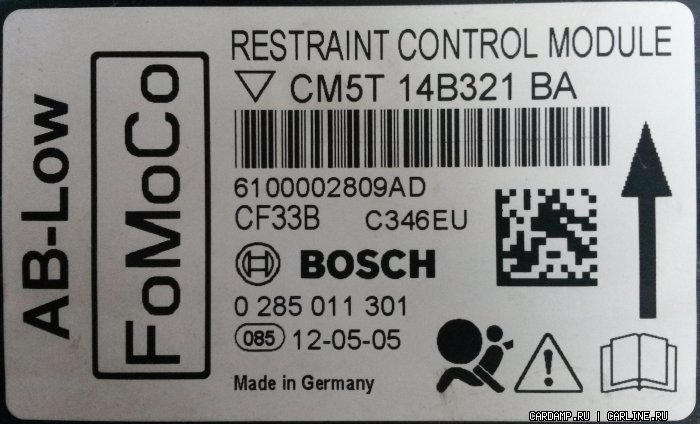 AB-Low
FoMoCo
RESTRAINT CONTROL MODULE
CM5T 14B321 BA
6100002809AD
CF33B C346EU
BOSCH
0 285 011 301
085 12-05-05
Made in Germany
CARDAMP.RU | CARLINE.RU